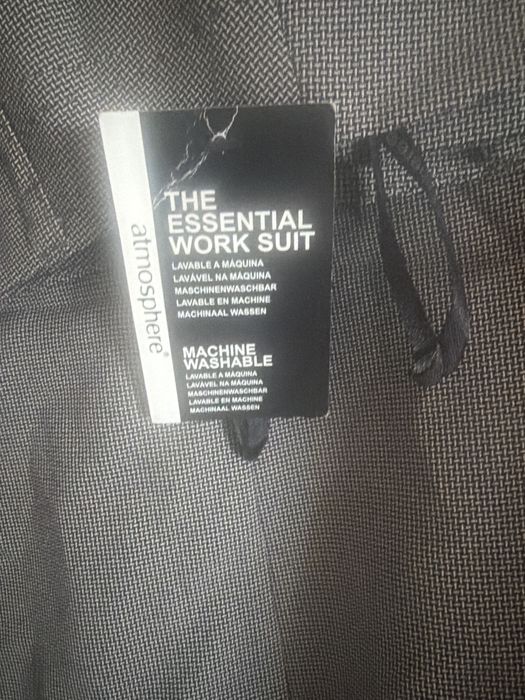 atmosphere®
THE
ESSENTIAL
WORK SUIT
LAVABLE A MÁQUINA
LAVÁVEL NA MÁQUINA
MASCHINENWASCHBAR
LAVABLE EN MACHINE
MACHINAAL WASSEN
MACHINE
WASHABLE
LAVABLE A MÁQUINA
LAVÁVEL NA MÁQUINA
MASCHINENWASCHBAR
LAVABLE EN MACHINE
MACHINAAL WASSEN